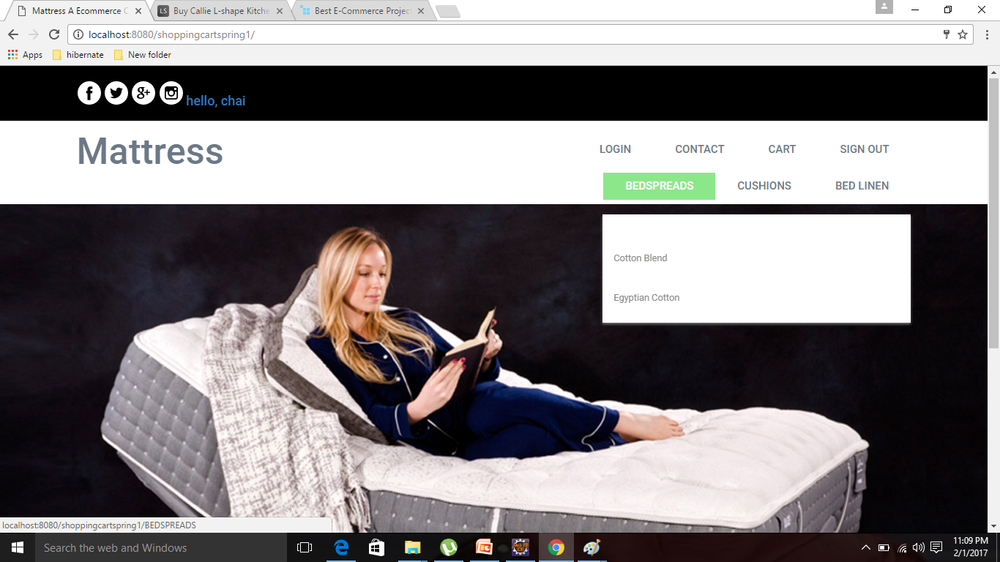 Mattress A Ecommerce C
Buy Callie L-shape Kitche
Best E-Commerce Projec
localhost:8080/shoppingcartspring1/
Apps hibernate New folder
hello, chai
Mattress
LOGIN CONTACT CART SIGN OUT
BEDSPREADS CUSHIONS BED LINEN
Cotton Blend
Egyptian Cotton
localhost:8080/shoppingcartspring1/BEDSPREADS
Search the web and Windows
11:09 PM
2/1/2017